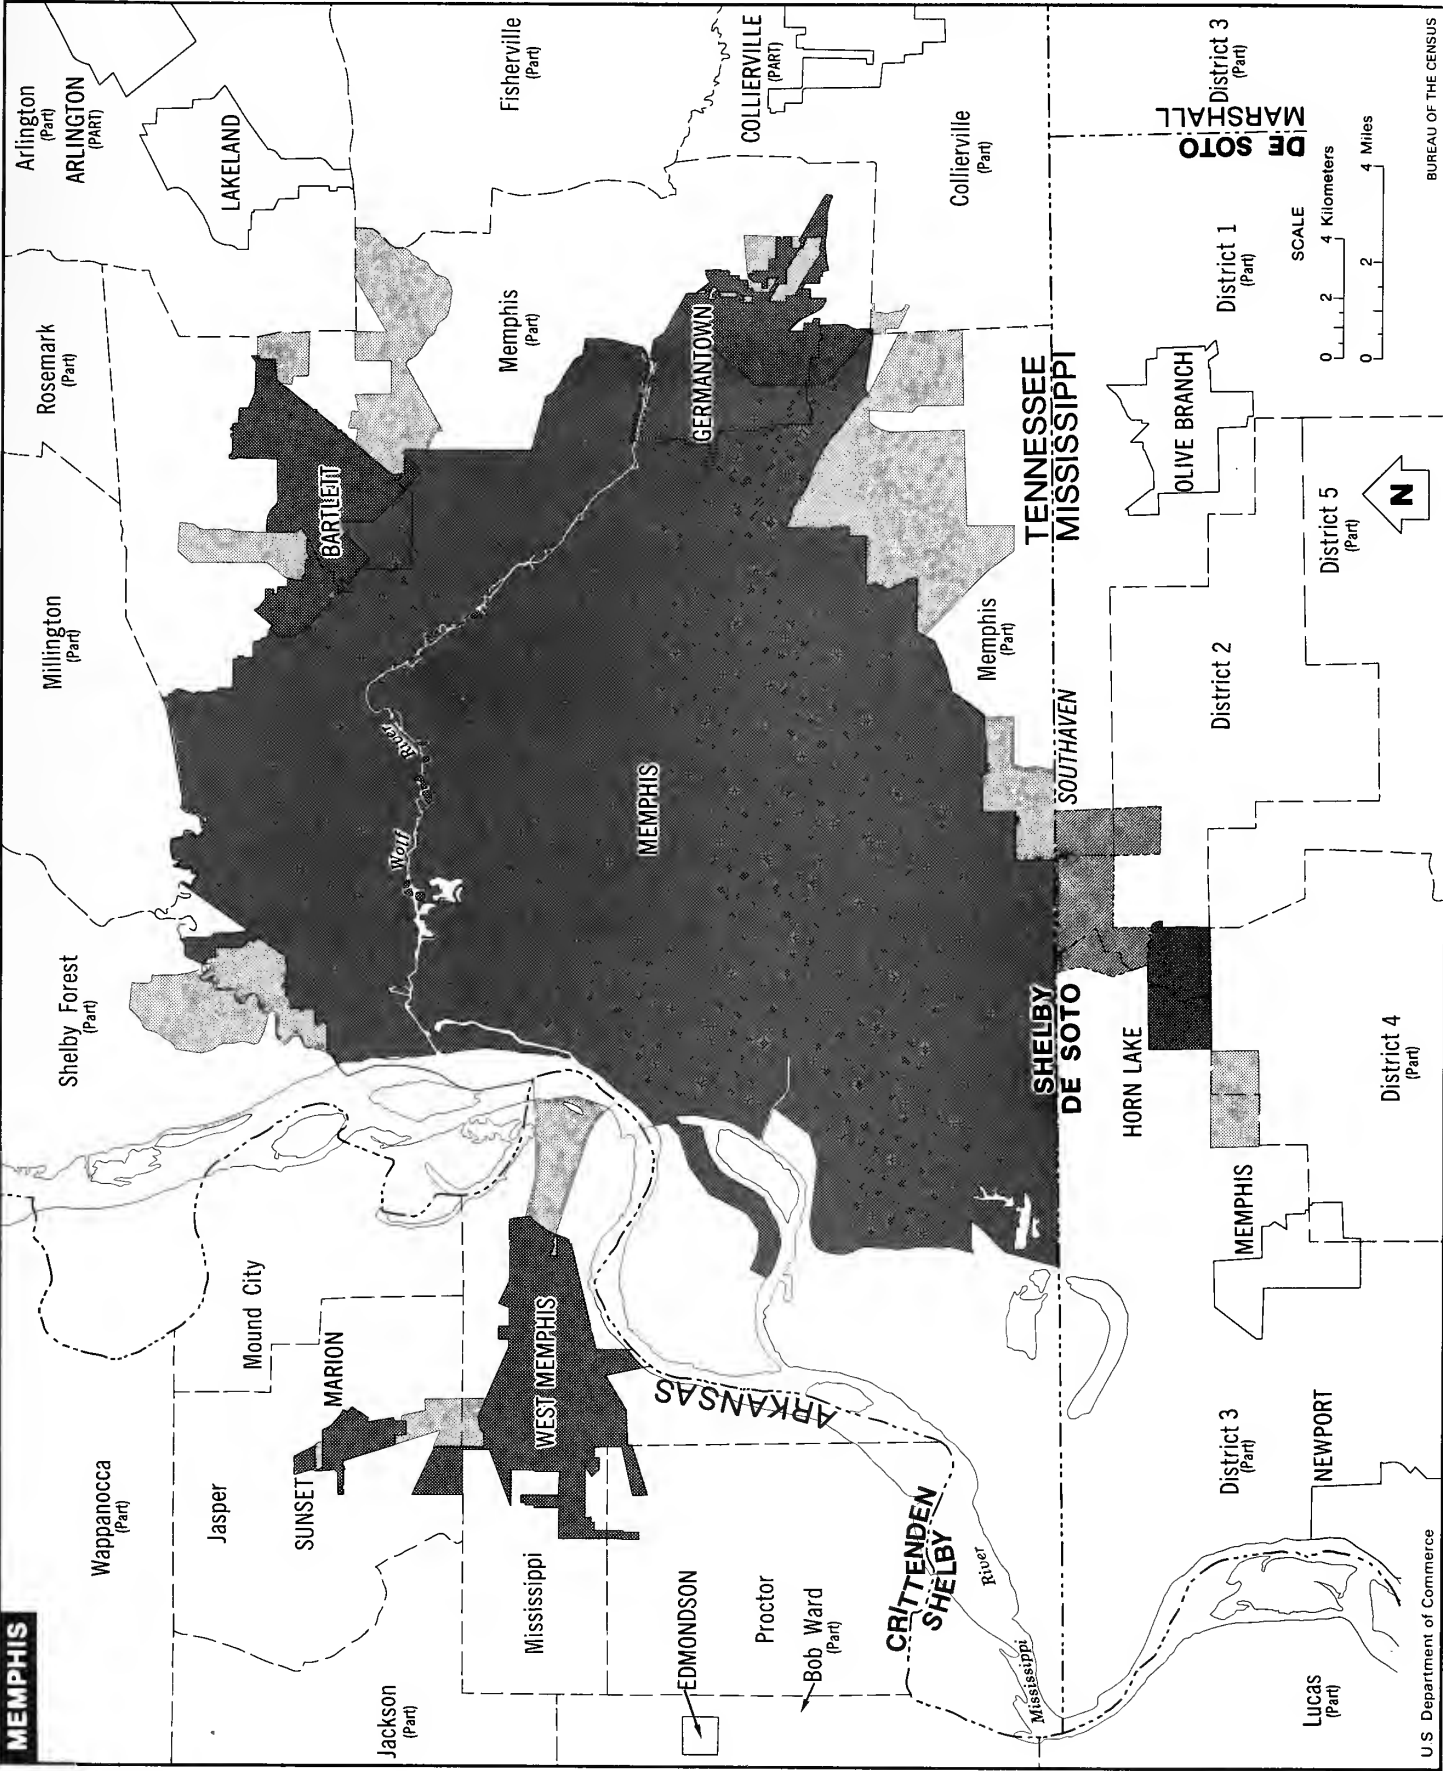 MEMPHIS
Wappanocca
(Part)
Shelby Forest
(Part)
Millington
(Part)
Rosemark
(Part)
Arlington
(Part)
ARLINGTON
(PART)
LAKELAND
Jasper
Mound City
MARION
SUNSET
BARTLETT
Jackson
(Part)
Mississippi
WEST MEMPHIS
Wolf
River
Memphis
(Part)
Fisherville
(Part)
EDMONDSON
Proctor
Bob Ward
(Part)
ARKANSAS
MEMPHIS
GERMANTOWN
COLLIERVILLE
(PART)
CRITTENDEN
SHELBY
River
Mississippi
Memphis
(Part)
Collierville
(Part)
SHELBY
DE SOTO
SOUTHAVEN
TENNESSEE
MISSISSIPPI
HORN LAKE
OLIVE BRANCH
DE SOTO
MARSHALL
District 3
(Part)
District 1
(Part)
District 2
MEMPHIS
District 3
(Part)
NEWPORT
Lucas
(Part)
District 4
(Part)
District 5
(Part)
N
SCALE
0 2 4 Kilometers
0 2 4 Miles
U.S Department of Commerce
BUREAU OF THE CENSUS